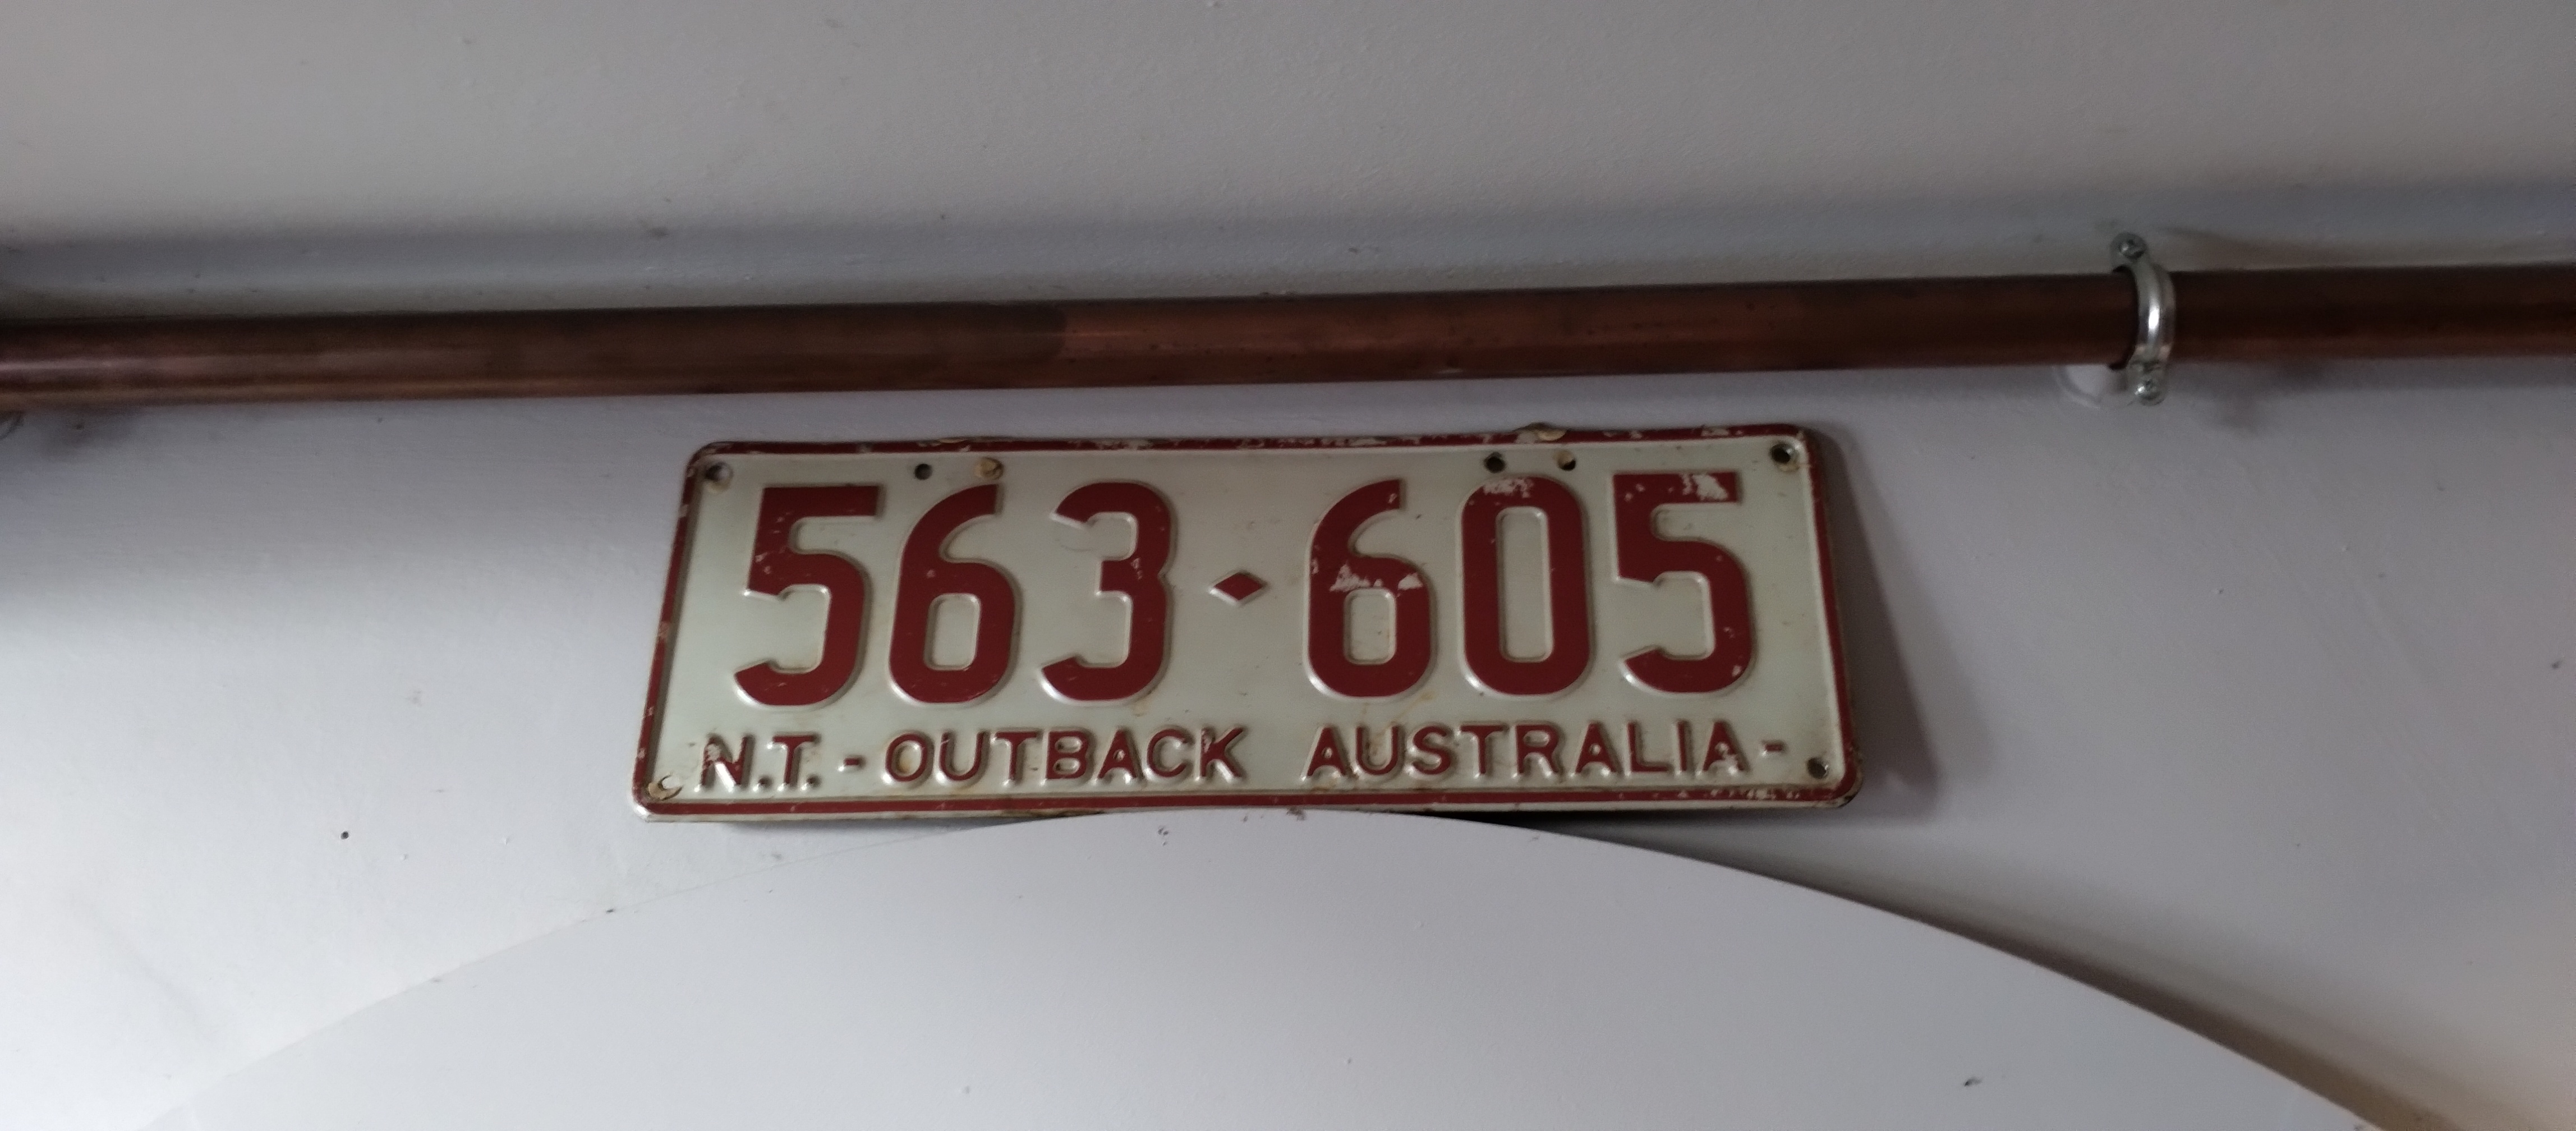 563♦605
N.T. - OUTBACK AUSTRALIA -